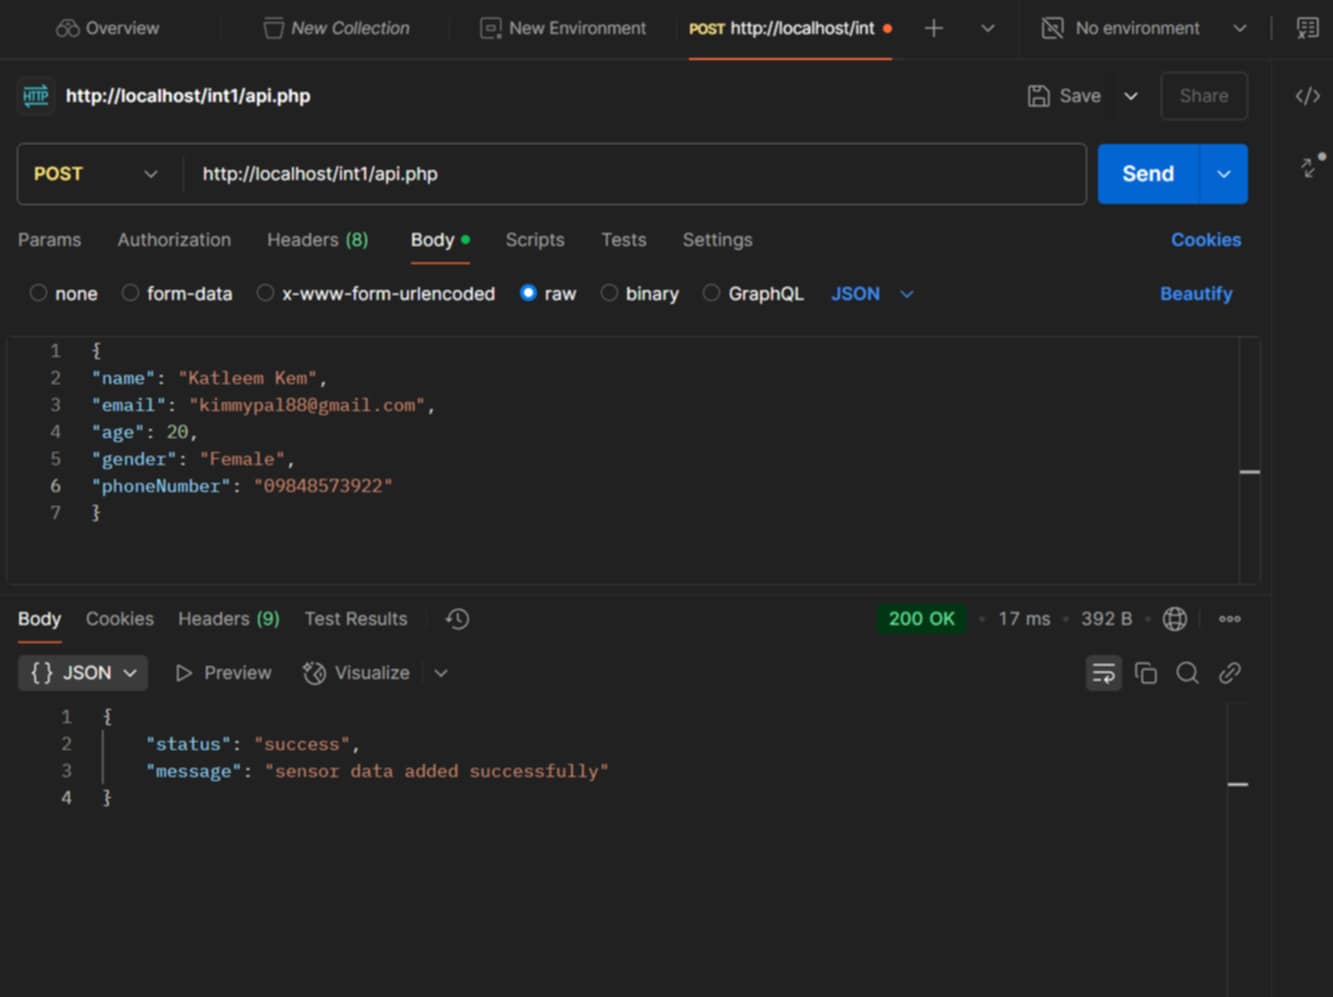 Overview New Collection New Environment POST http://localhost/int No environment
HTTP http://localhost/int1/api.php Save Share
POST http://localhost/int1/api.php Send
Params Authorization Headers (8) Body Scripts Tests Settings Cookies
none form-data x-www-form-urlencoded raw binary GraphQL JSON Beautify
1 {
2 "name": "Katleem Kem",
3 "email": "kimmypal88@gmail.com",
4 "age": 20,
5 "gender": "Female",
6 "phoneNumber": "09848573922"
7 }
Body Cookies Headers (9) Test Results 200 OK 17 ms 392 B
{} JSON Preview Visualize
1 {
2 "status": "success",
3 "message": "sensor data added successfully"
4 }